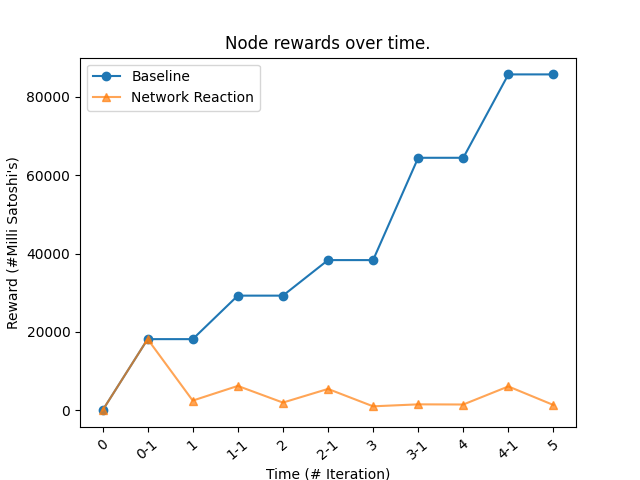 Node rewards over time.
Baseline
Network Reaction
Reward (#Milli Satoshi's)
80000
60000
40000
20000
0
0 0-1 1 1-1 2 2-1 3 3-1 4 4-1 5
Time (# Iteration)